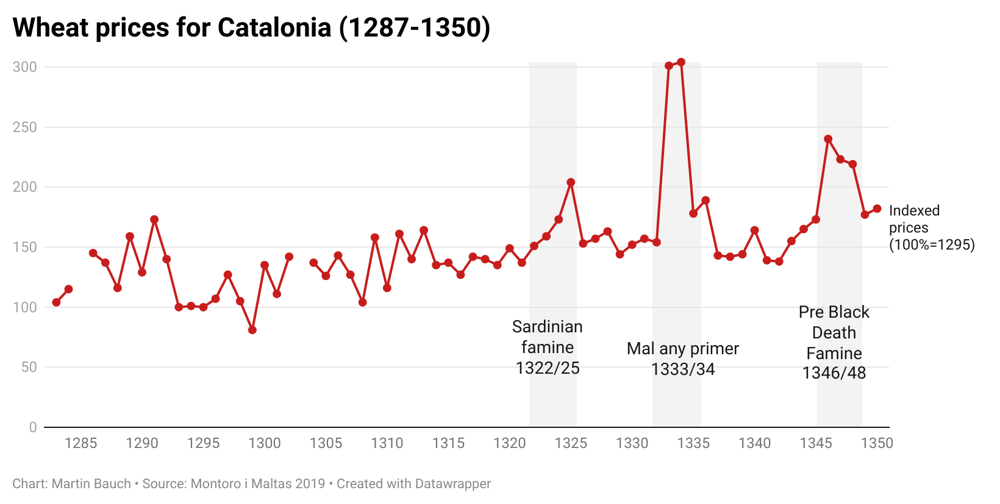 Wheat prices for Catalonia (1287-1350)
300
250
200
150
100
50
0
Indexed
prices
(100%=1295)
Sardinian
famine
1322/25
Mal any primer
1333/34
Pre Black
Death
Famine
1346/48
1285 1290 1295 1300 1305 1310 1315 1320 1325 1330 1335 1340 1345 1350
Chart: Martin Bauch • Source: Montoro i Maltas 2019 • Created with Datawrapper